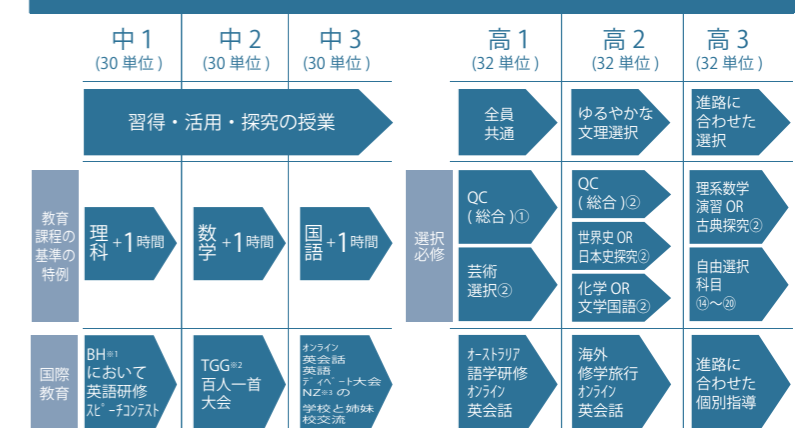 中1
(30単位)
中2
(30単位)
中3
(30単位)
高1
(32単位)
高2
(32単位)
高3
(32単位)
習得・活用・探究の授業
全員
共通
ゆるやかな
文理選択
進路に
合わせた
選択
教育
課程の
基準の
特例
理科+1時間
数学+1時間
国語+1時間
選択
必修
QC
(総合)①
芸術
選択②
QC
(総合)②
世界史OR
日本史探究②
化学OR
文学国語②
理系数学
演習OR
古典探究②
自由選択
科目
⑭〜⑳
国際
教育
BH※1
において
英語研修
スピーチコンテスト
TGG※2
百人一首
大会
オンライン
英会話
英語
ディベート大会
NZ※3の
学校と姉妹
校交流
オーストラリア
語学研修
オンライン
英会話
海外
修学旅行
オンライン
英会話
進路に
合わせた
個別指導